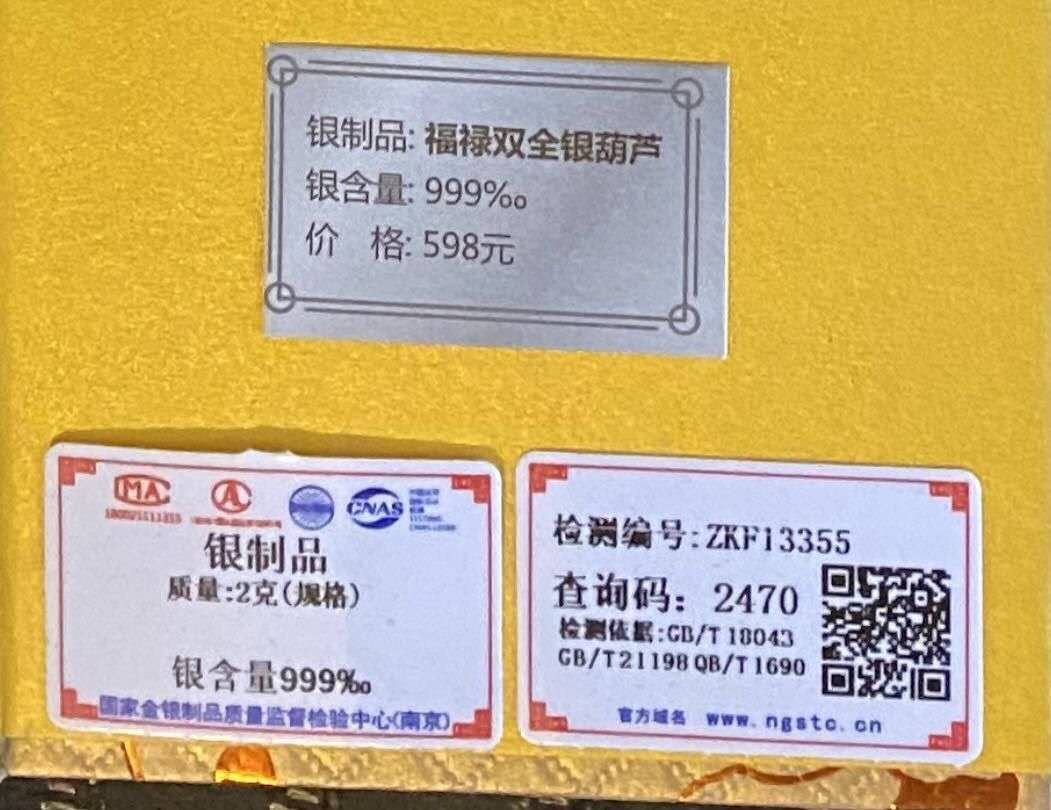 银制品: 福禄双全银葫芦
银含量: 999‰
价 格: 598元
MA
A
CNAS
银制品
质量:2克(规格)
银含量999‰
国家金银制品质量监督检验中心(南京)
检测编号:ZKF13355
查询码: 2470
检测依据:GB/T 18043
GB/T21198 QB/T1690
官方域名 www.ngstc.cn